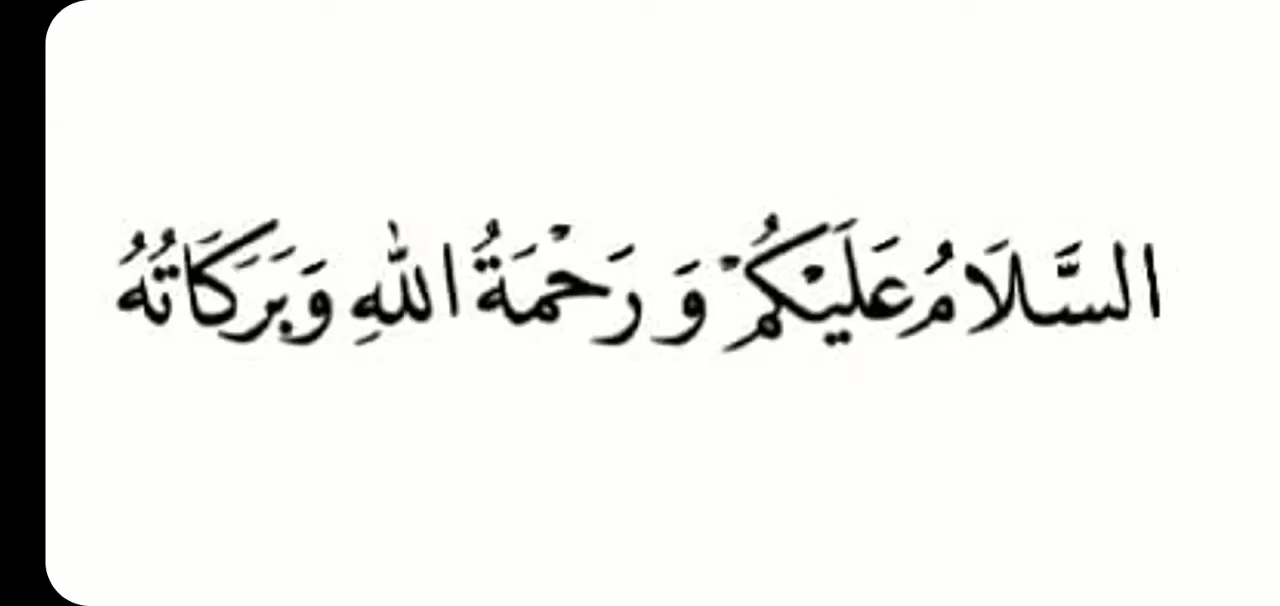 السَّلَامُ عَلَيْكُمْ وَ رَحْمَةُ اللهِ وَبَرَكَاتُهُ